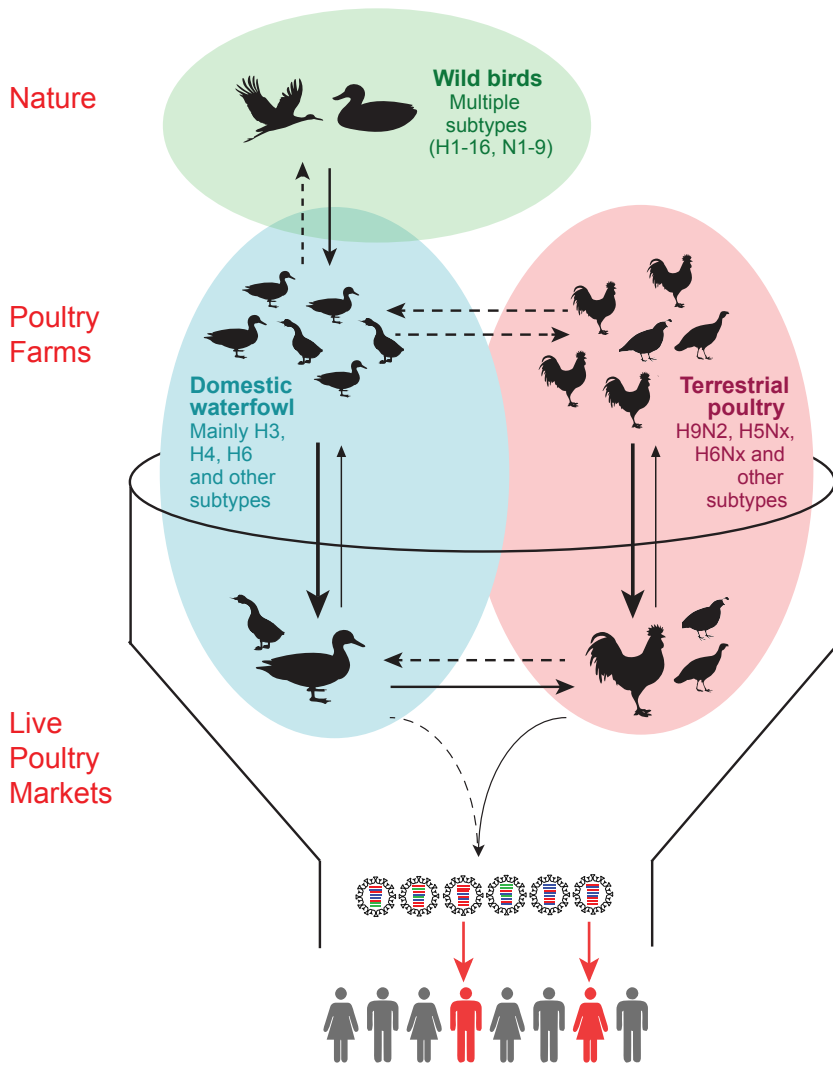 Nature
Wild birds
Multiple
subtypes
(H1-16, N1-9)
Poultry
Farms
Domestic
waterfowl
Mainly H3,
H4, H6
and other
subtypes
Terrestrial
poultry
H9N2, H5Nx,
H6Nx and
other
subtypes
Live
Poultry
Markets